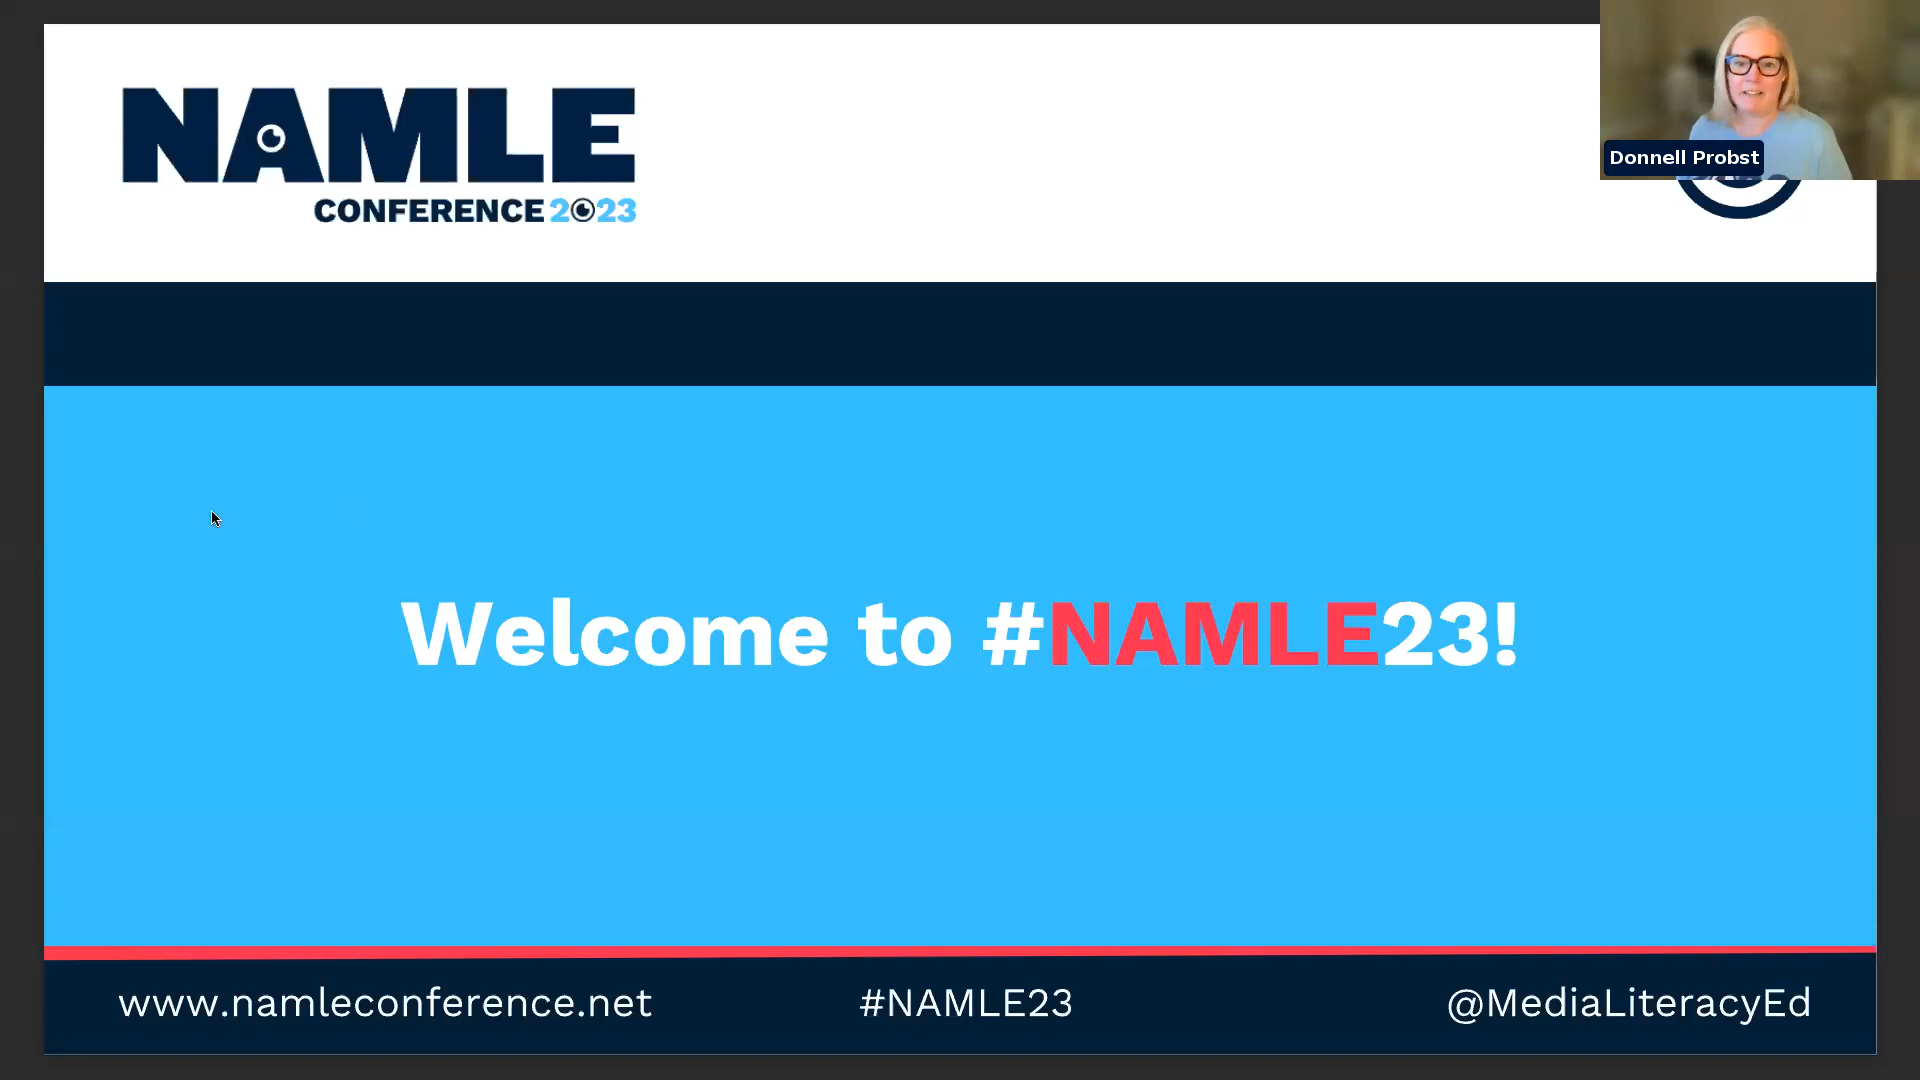 NAMLE
CONFERENCE 2023
Donnell Probst
Welcome to #NAMLE23!
www.namleconference.net
#NAMLE23
@MediaLiteracyEd